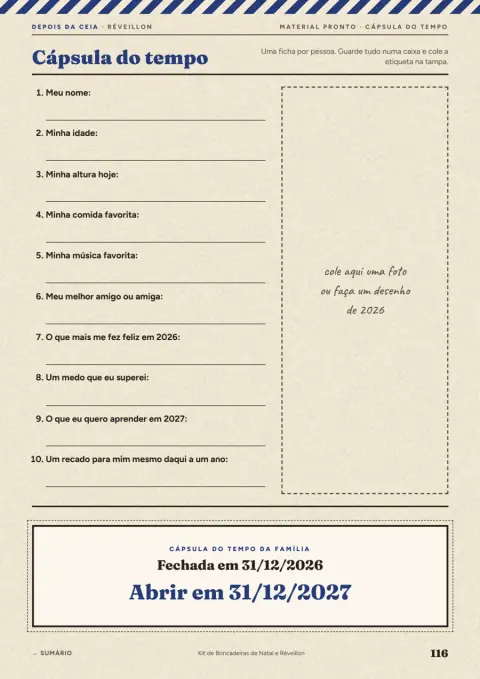 DEPOIS DA CEIA · RÉVEILLON
MATERIAL PRONTO · CÁPSULA DO TEMPO
Cápsula do tempo
Uma ficha por pessoa. Guarde tudo numa caixa e cole a
etiqueta na tampa.
1. Meu nome:
2. Minha idade:
3. Minha altura hoje:
4. Minha comida favorita:
5. Minha música favorita:
6. Meu melhor amigo ou amiga:
7. O que mais me fez feliz em 2026:
8. Um medo que eu superei:
9. O que eu quero aprender em 2027:
10. Um recado para mim mesmo daqui a um ano:
cole aqui uma foto
ou faça um desenho
de 2026
CÁPSULA DO TEMPO DA FAMÍLIA
Fechada em 31/12/2026
Abrir em 31/12/2027
← SUMÁRIO
Kit de Brincadeiras de Natal e Réveillon
116